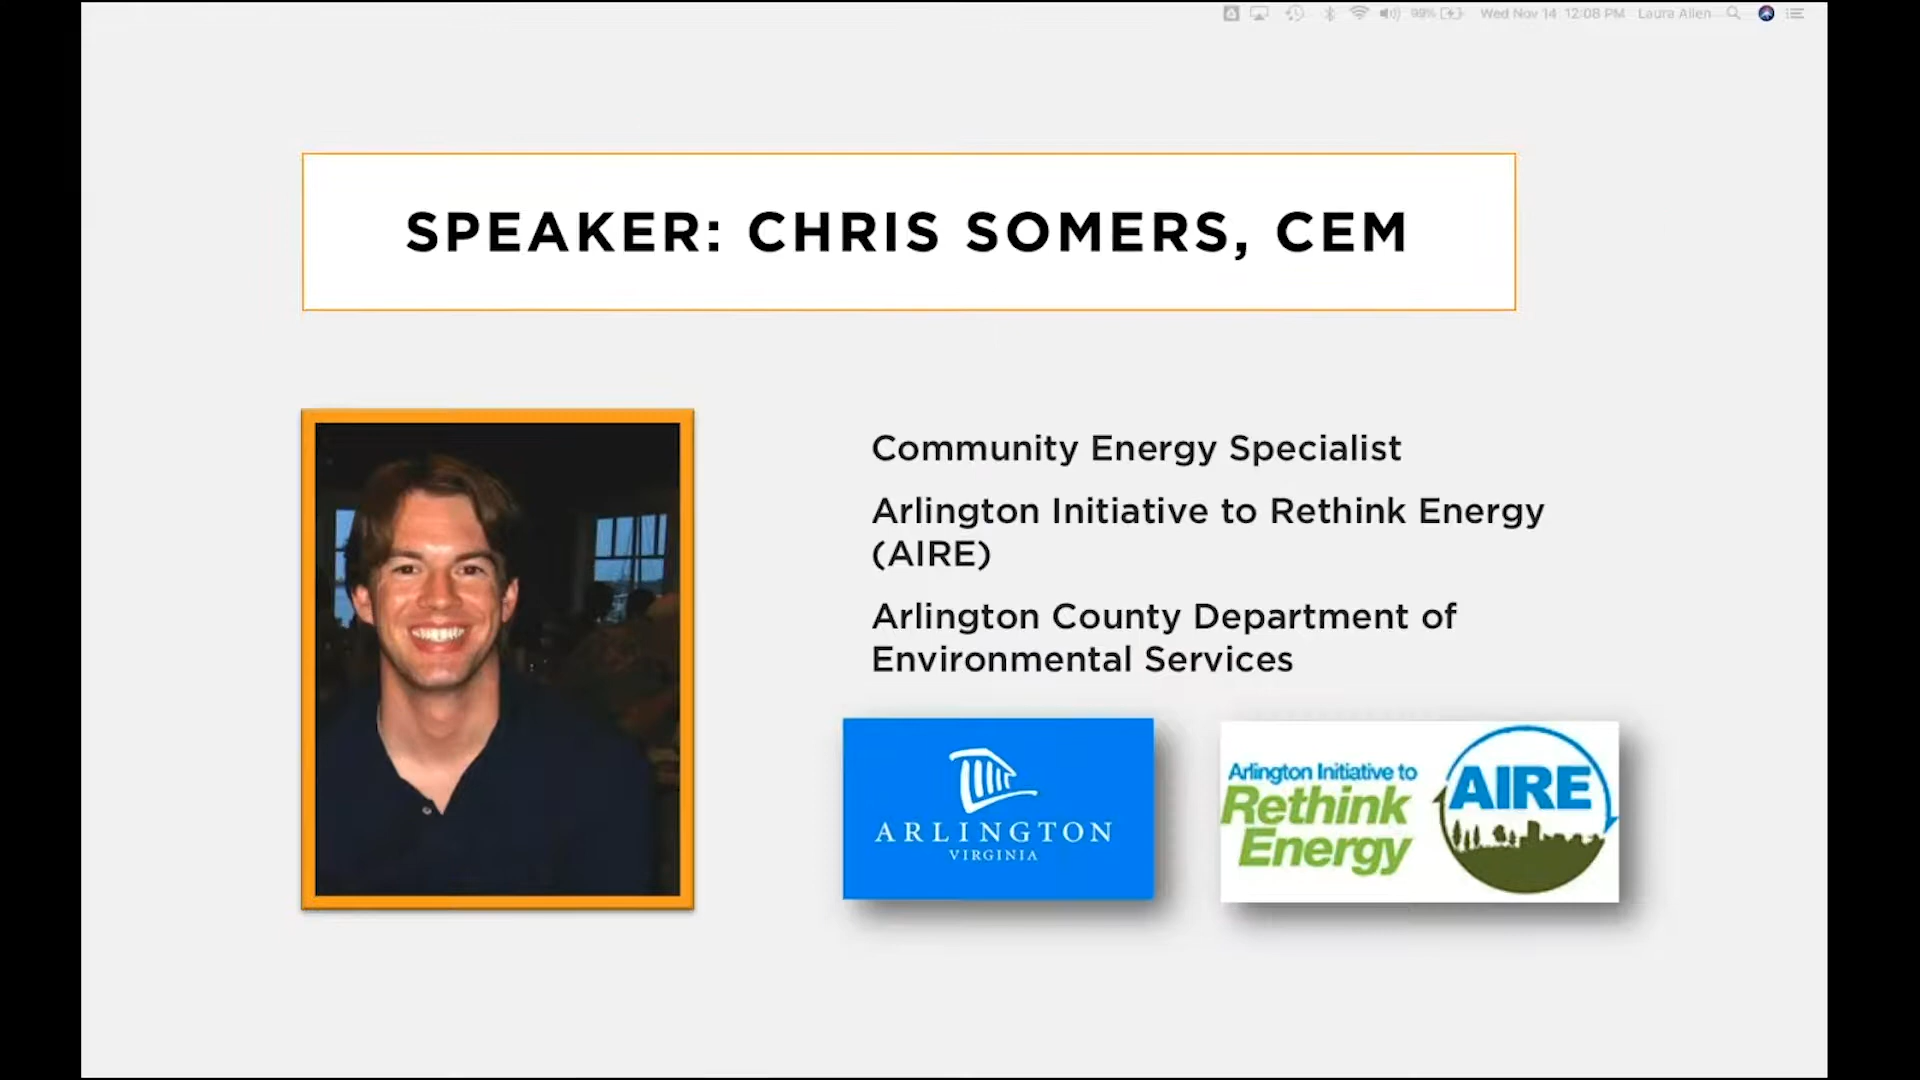 99% Wed Nov 14 12:08 PM Laura Allen
SPEAKER: CHRIS SOMERS, CEM
Community Energy Specialist
Arlington Initiative to Rethink Energy
(AIRE)
Arlington County Department of
Environmental Services
ARLINGTON
VIRGINIA
Arlington Initiative to
Rethink
Energy
AIRE